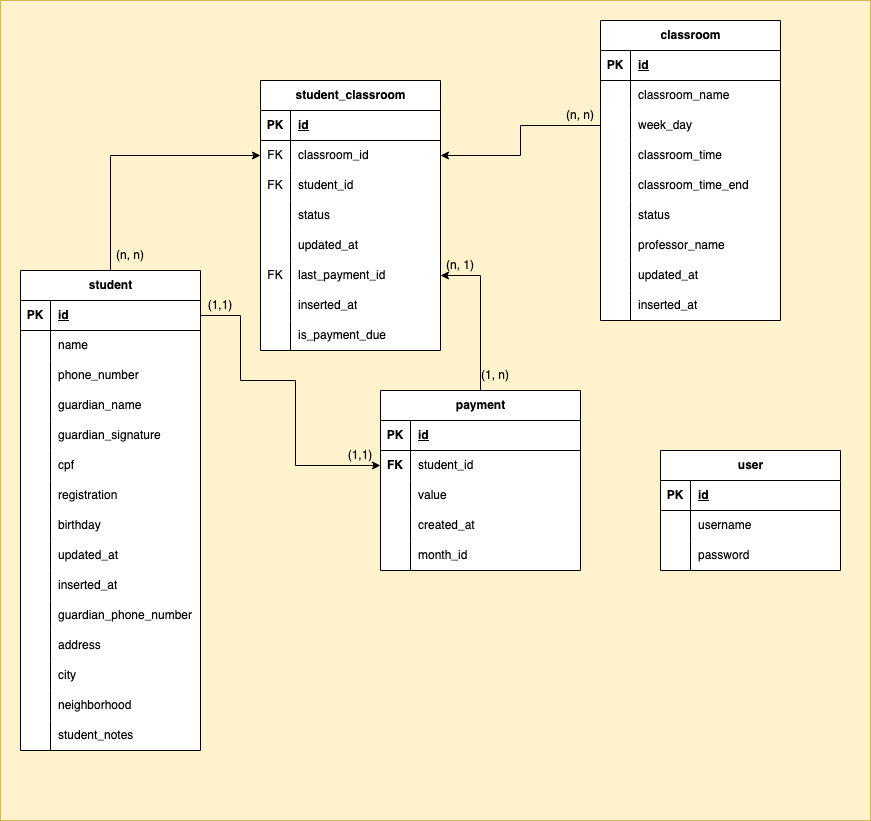 classroom
PK id
classroom_name
week_day
classroom_time
classroom_time_end
status
professor_name
updated_at
inserted_at
(n, n)
student_classroom
PK id
FK classroom_id
FK student_id
status
updated_at
FK last_payment_id
inserted_at
is_payment_due
(n, n)
(n, 1)
(1, n)
student
PK id
name
phone_number
guardian_name
guardian_signature
cpf
registration
birthday
updated_at
inserted_at
guardian_phone_number
address
city
neighborhood
student_notes
(1,1)
(1,1)
payment
PK id
FK student_id
value
created_at
month_id
user
PK id
username
password